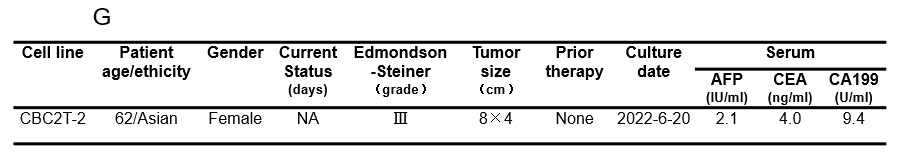 G
Cell line Patient age/ethicity Gender Current Status (days) Edmondson -Steiner (grade) Tumor size (cm) Prior therapy Culture date Serum
AFP (IU/ml) CEA (ng/ml) CA199 (U/ml)
CBC2T-2 62/Asian Female NA Ⅲ 8×4 None 2022-6-20 2.1 4.0 9.4